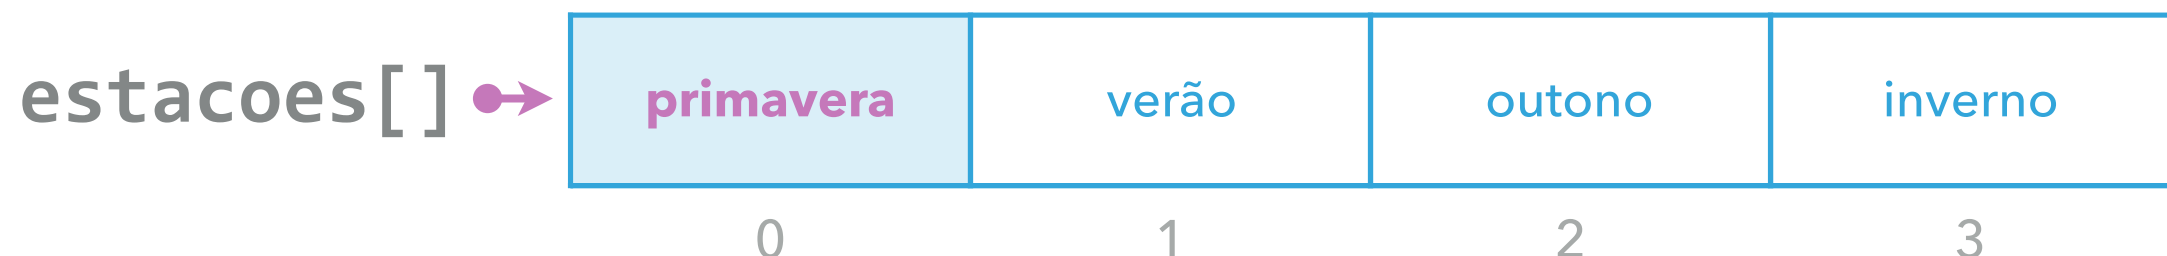 estacoes[] primavera verão outono inverno
0 1 2 3